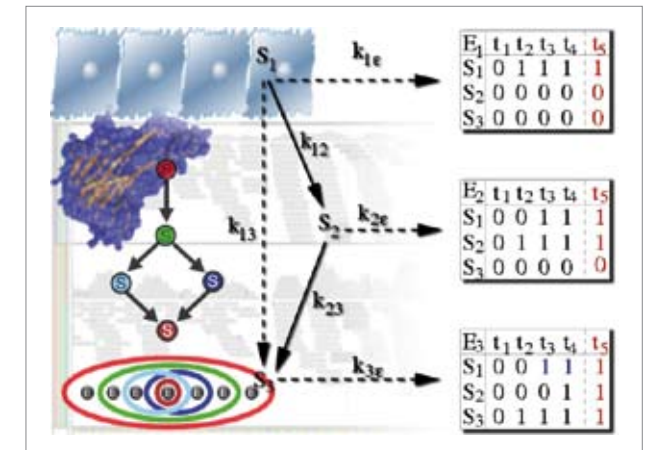 S₁
k₁ε
k₁₂
k₁₃
S₂
k₂ε
k₂₃
k₃ε
S
S
S S
S
E E E E E E E
E₁ t₁ t₂ t₃ t₄ t₅
S₁ 0 1 1 1 1
S₂ 0 0 0 0 0
S₃ 0 0 0 0 0
E₂ t₁ t₂ t₃ t₄ t₅
S₁ 0 0 1 1 1
S₂ 0 1 1 1 1
S₃ 0 0 0 0 0
E₃ t₁ t₂ t₃ t₄ t₅
S₁ 0 0 1 1 1
S₂ 0 0 0 1 1
S₃ 0 1 1 1 1